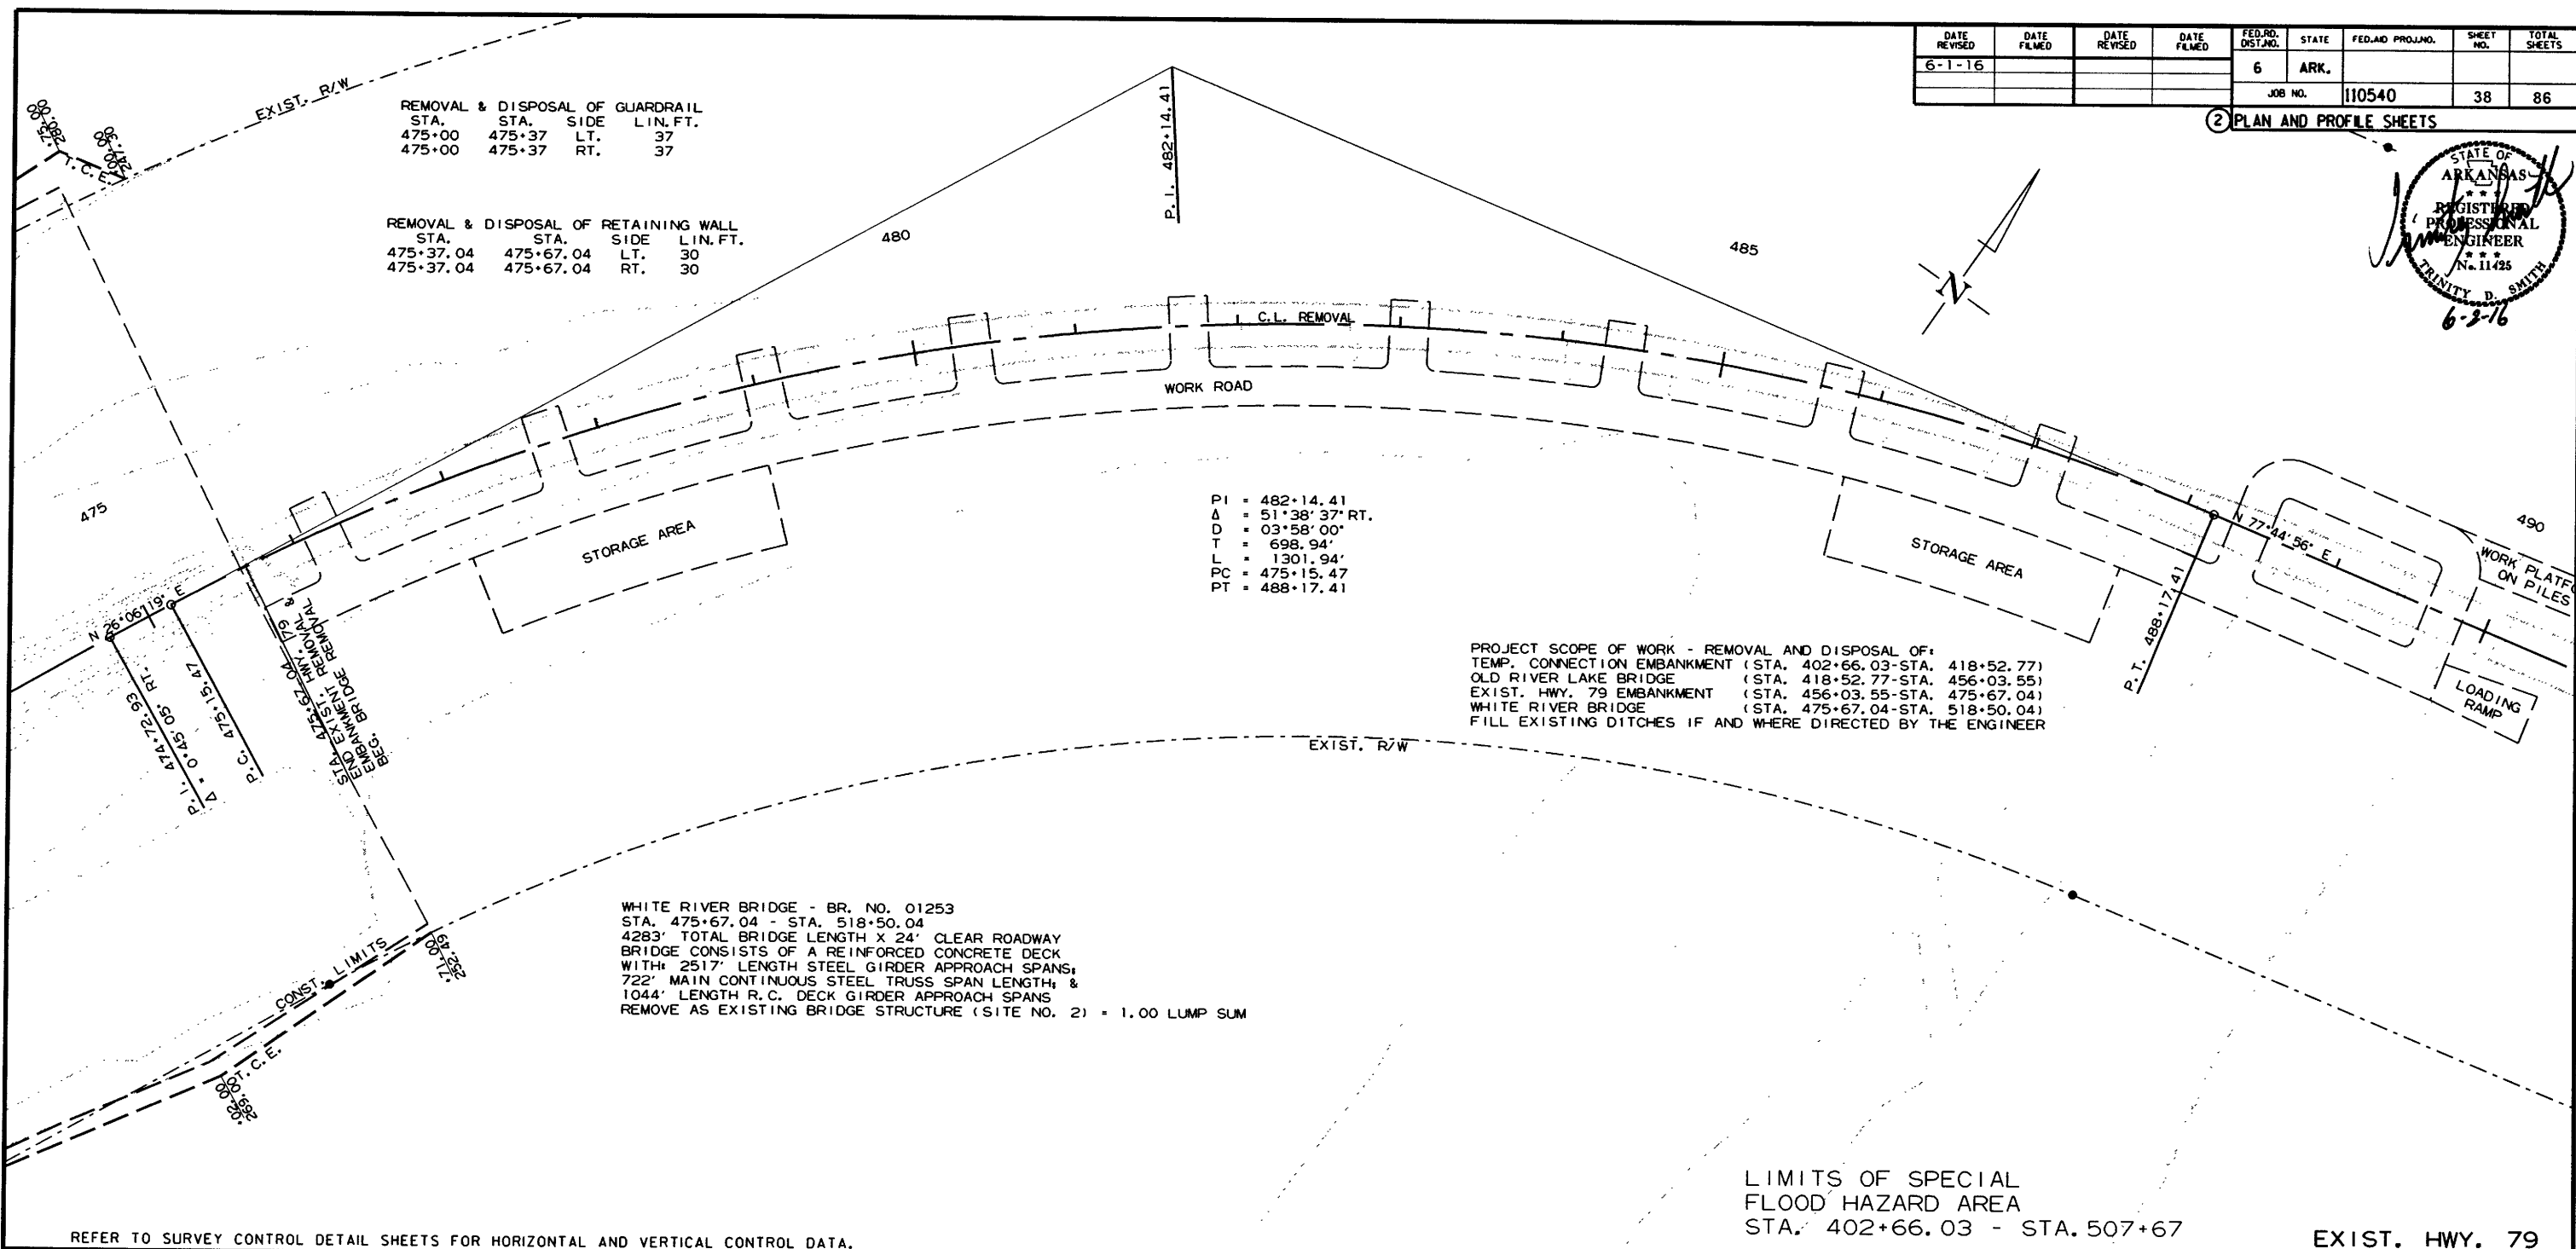 DATE REVISED DATE FILMED DATE REVISED DATE FILMED FED.RD. DIST.NO. STATE FED.AID PROJ.NO. SHEET NO. TOTAL SHEETS
6-1-16 6 ARK.
JOB NO. 110540 38 86
2 PLAN AND PROFILE SHEETS
STATE OF
ARKANSAS
★ ★ ★
REGISTERED
PROFESSIONAL
ENGINEER
★ ★ ★
No. 11425
TRINITY D. SMITH
6-2-16
EXIST. R/W
+75.00
280.00
+00.00
247.30
T.C.E.
REMOVAL & DISPOSAL OF GUARDRAIL
STA. STA. SIDE LIN.FT.
475+00 475+37 LT. 37
475+00 475+37 RT. 37
REMOVAL & DISPOSAL OF RETAINING WALL
STA. STA. SIDE LIN.FT.
475+37.04 475+67.04 LT. 30
475+37.04 475+67.04 RT. 30
P.I. 482+14.41
480
485
N
C.L. REMOVAL
WORK ROAD
475
STORAGE AREA
PI = 482+14.41
Δ = 51°38'37" RT.
D = 03°58'00"
T = 698.94'
L = 1301.94'
PC = 475+15.47
PT = 488+17.41
STORAGE AREA
N 77°44'56" E
490
WORK PLATFO
ON PILES
LOADING
RAMP
P.T. 488+17.41
N 26°06'19" E
P.I. 474+72.93
Δ = 0°45'05" RT.
P.C. 475+15.47
STA. 475+67.04
END EXIST. HWY. 79
EMBANKMENT REMOVAL &
BEG. BRIDGE REMOVAL
PROJECT SCOPE OF WORK - REMOVAL AND DISPOSAL OF:
TEMP. CONNECTION EMBANKMENT (STA. 402+66.03-STA. 418+52.77)
OLD RIVER LAKE BRIDGE (STA. 418+52.77-STA. 456+03.55)
EXIST. HWY. 79 EMBANKMENT (STA. 456+03.55-STA. 475+67.04)
WHITE RIVER BRIDGE (STA. 475+67.04-STA. 518+50.04)
FILL EXISTING DITCHES IF AND WHERE DIRECTED BY THE ENGINEER
EXIST. R/W
WHITE RIVER BRIDGE - BR. NO. 01253
STA. 475+67.04 - STA. 518+50.04
4283' TOTAL BRIDGE LENGTH X 24' CLEAR ROADWAY
BRIDGE CONSISTS OF A REINFORCED CONCRETE DECK
WITH: 2517' LENGTH STEEL GIRDER APPROACH SPANS;
722' MAIN CONTINUOUS STEEL TRUSS SPAN LENGTH; &
1044' LENGTH R.C. DECK GIRDER APPROACH SPANS
REMOVE AS EXISTING BRIDGE STRUCTURE (SITE NO. 2) = 1.00 LUMP SUM
CONST. LIMITS
+71.00
252.49
T.C.E.
+02.00
269.00
LIMITS OF SPECIAL
FLOOD HAZARD AREA
STA. 402+66.03 - STA. 507+67
REFER TO SURVEY CONTROL DETAIL SHEETS FOR HORIZONTAL AND VERTICAL CONTROL DATA.
EXIST. HWY. 79